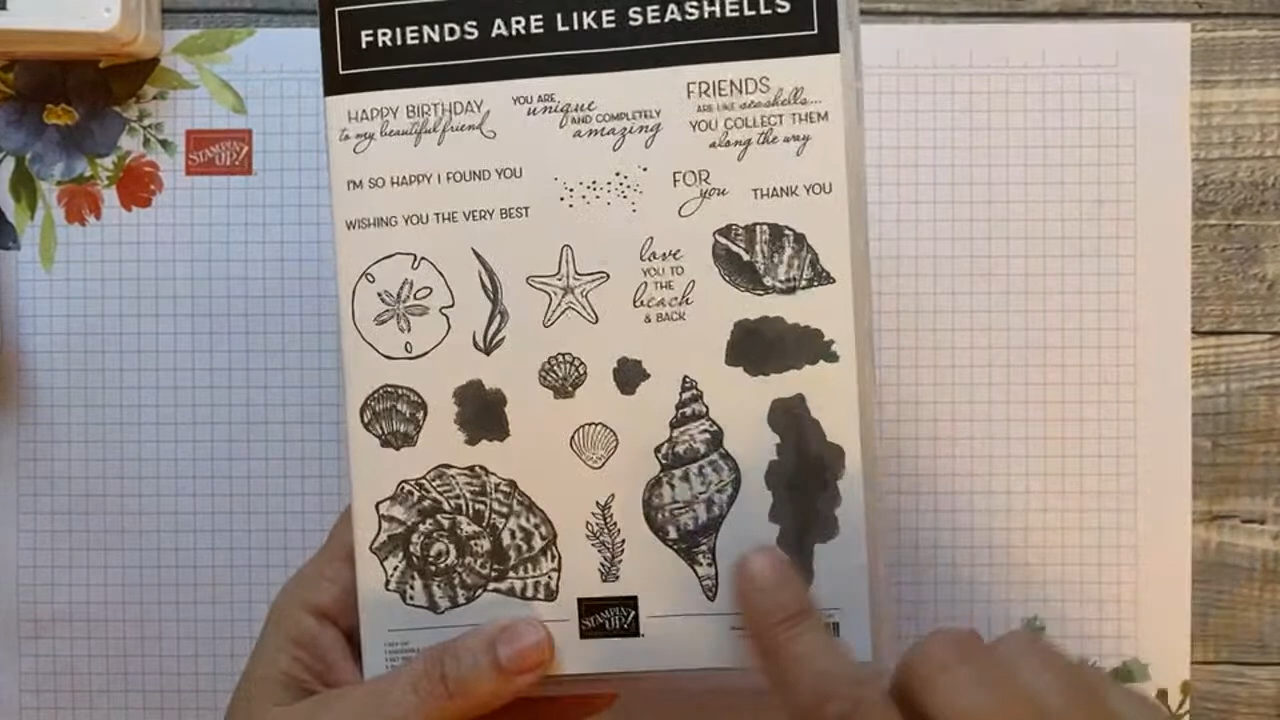 FRIENDS ARE LIKE SEASHELLS
HAPPY BIRTHDAY
to my beautiful friend
YOU ARE
unique
AND COMPLETELY
amazing
FRIENDS
ARE LIKE seashells...
YOU COLLECT THEM
along the way
STAMPIN' UP!
I'M SO HAPPY I FOUND YOU
FOR
you
THANK YOU
WISHING YOU THE VERY BEST
love
YOU TO
THE
beach
& BACK
STAMPIN' UP!